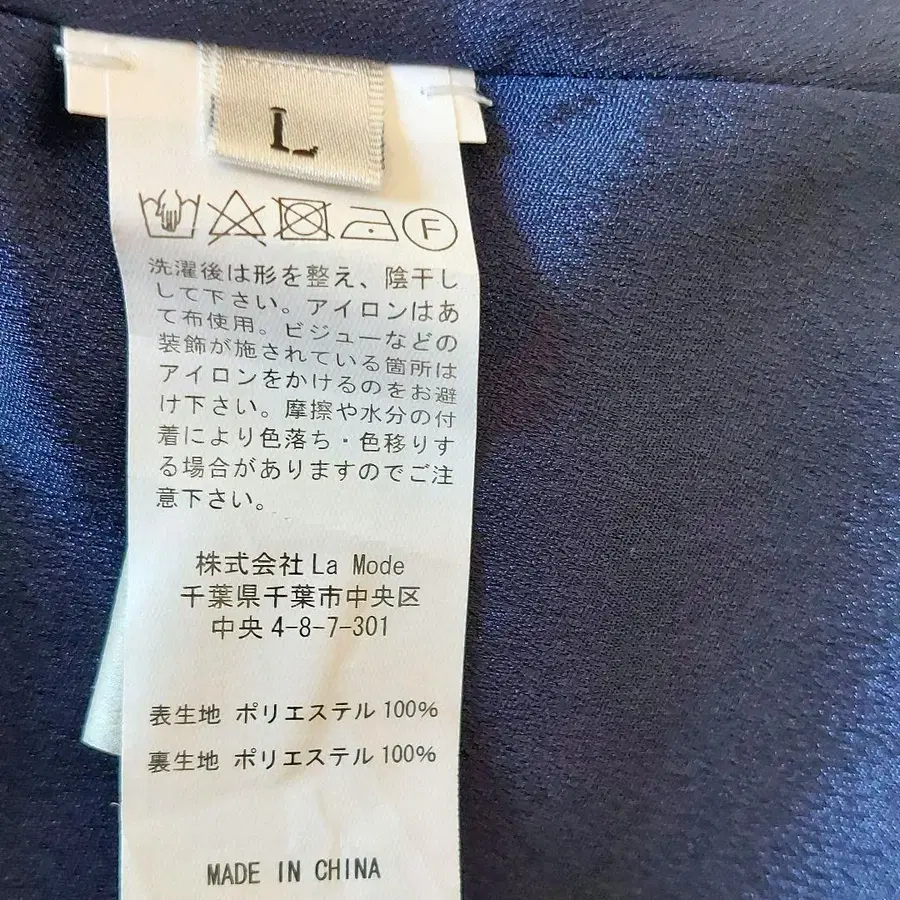 L
F
洗濯後は形を整え、陰干し
して下さい。アイロンはあ
て布使用。ビジューなどの
装飾が施されている箇所は
アイロンをかけるのをお避
け下さい。摩擦や水分の付
着により色落ち・色移りす
る場合がありますのでご注
意下さい。
株式会社 La Mode
千葉県千葉市中央区
中央 4-8-7-301
表生地 ポリエステル 100%
裏生地 ポリエステル 100%
MADE IN CHINA